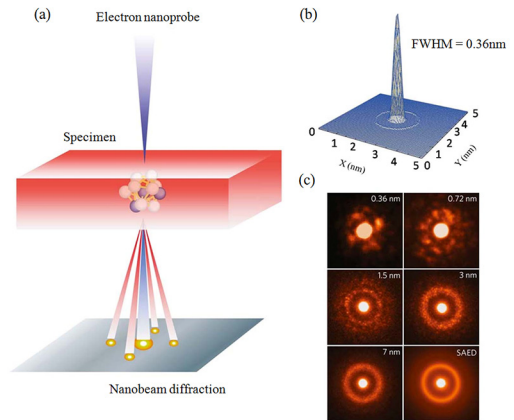 (a)
Electron nanoprobe
Specimen
Nanobeam diffraction
(b)
FWHM = 0.36nm
0
1
2
3
4
5
X (nm)
0
1
2
3
4
5
Y (nm)
(c)
0.36 nm
0.72 nm
1.5 nm
3 nm
7 nm
SAED